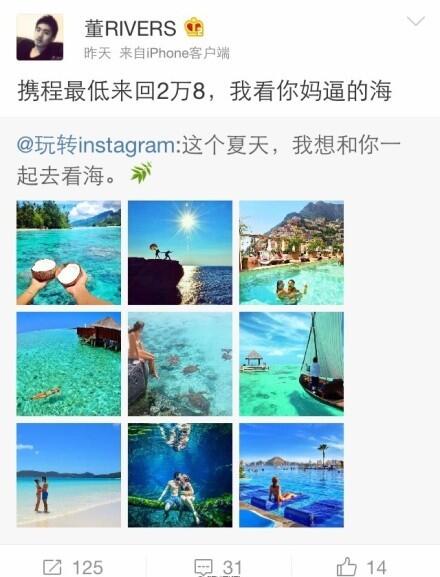 董RIVERS
昨天 来自iPhone客户端
携程最低来回2万8，我看你妈逼的海
@玩转instagram:这个夏天，我想和你一
起去看海。
125
31
14